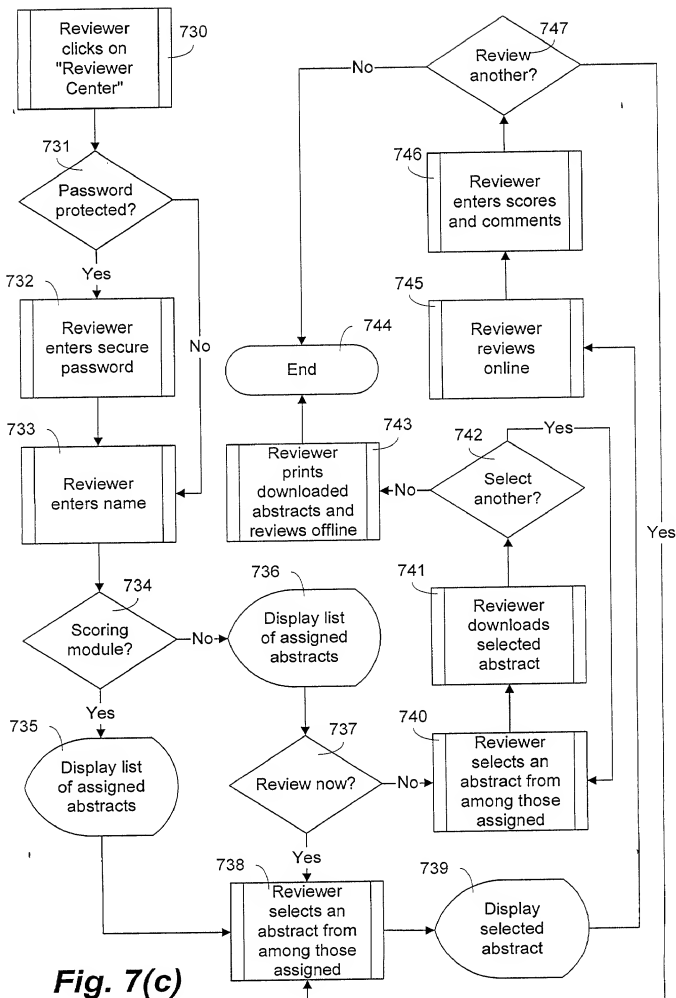 730
Reviewer
clicks on
"Reviewer
Center"
731
Password
protected?
Yes
No
732
Reviewer
enters secure
password
733
Reviewer
enters name
734
Scoring
module?
No
Yes
735
Display list
of assigned
abstracts
736
Display list
of assigned
abstracts
737
Review now?
No
Yes
738
Reviewer
selects an
abstract from
among those
assigned
739
Display
selected
abstract
740
Reviewer
selects an
abstract from
among those
assigned
741
Reviewer
downloads
selected
abstract
742
Select
another?
Yes
No
743
Reviewer
prints
downloaded
abstracts and
reviews offline
744
End
745
Reviewer
reviews
online
746
Reviewer
enters scores
and comments
747
Review
another?
No
Yes
Fig. 7(c)